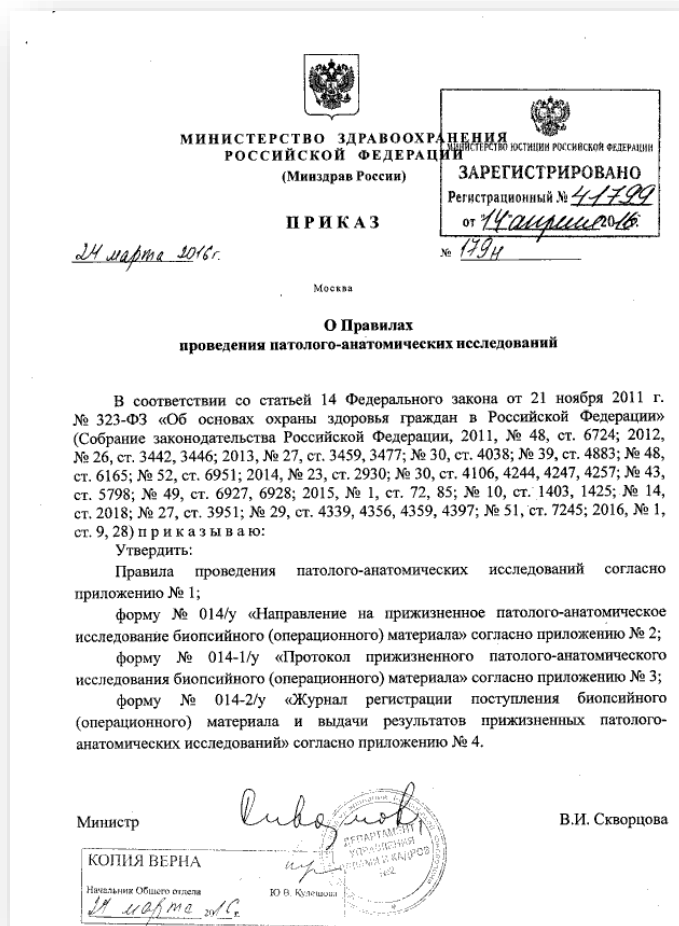 МИНИСТЕРСТВО ЗДРАВООХРАНЕНИЯ
РОССИЙСКОЙ ФЕДЕРАЦИИ
(Минздрав России)
МИНИСТЕРСТВО ЮСТИЦИИ РОССИЙСКОЙ ФЕДЕРАЦИИ
ЗАРЕГИСТРИРОВАНО
Регистрационный № 41799
от "14" апреля 2016.
ПРИКАЗ
24 марта 2016г.
№ 179н
Москва
О Правилах
проведения патолого-анатомических исследований
В соответствии со статьей 14 Федерального закона от 21 ноября 2011 г.
№ 323-ФЗ «Об основах охраны здоровья граждан в Российской Федерации»
(Собрание законодательства Российской Федерации, 2011, № 48, ст. 6724; 2012,
№ 26, ст. 3442, 3446; 2013, № 27, ст. 3459, 3477; № 30, ст. 4038; № 39, ст. 4883; № 48,
ст. 6165; № 52, ст. 6951; 2014, № 23, ст. 2930; № 30, ст. 4106, 4244, 4247, 4257; № 43,
ст. 5798; № 49, ст. 6927, 6928; 2015, № 1, ст. 72, 85; № 10, ст. 1403, 1425; № 14,
ст. 2018; № 27, ст. 3951; № 29, ст. 4339, 4356, 4359, 4397; № 51, ст. 7245; 2016, № 1,
ст. 9, 28) п р и к а з ы в а ю:
Утвердить:
Правила проведения патолого-анатомических исследований согласно
приложению № 1;
форму № 014/у «Направление на прижизненное патолого-анатомическое
исследование биопсийного (операционного) материала» согласно приложению № 2;
форму № 014-1/у «Протокол прижизненного патолого-анатомического
исследования биопсийного (операционного) материала» согласно приложению № 3;
форму № 014-2/у «Журнал регистрации поступления биопсийного
(операционного) материала и выдачи результатов прижизненных патолого-
анатомических исследований» согласно приложению № 4.
Министр
В.И. Скворцова
ДЕПАРТАМЕНТ
УПРАВЛЕНИЯ
И КАДРОВ
№2
КОПИЯ ВЕРНА
Начальник Общего отдела
Ю.В. Кулешова
24 марта 2016г.